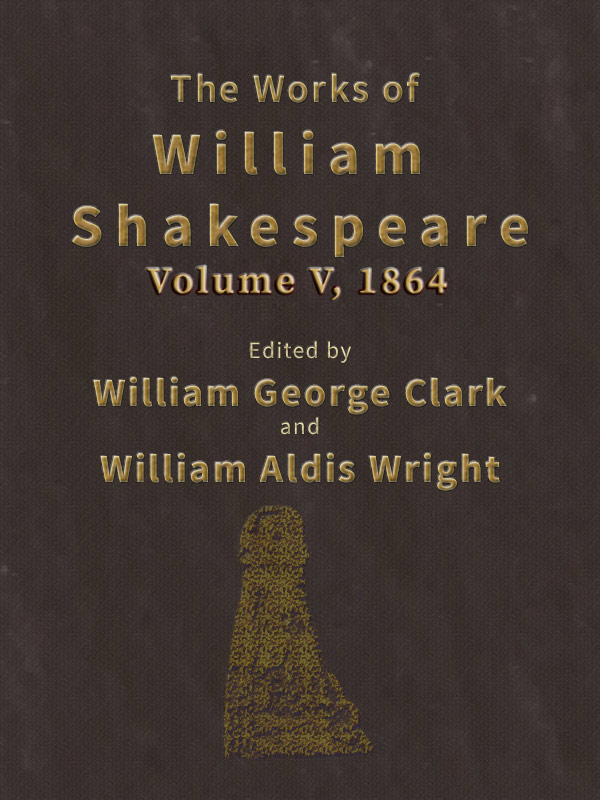 The Works of
William
Shakespeare
Volume V, 1864
Edited by
William George Clark
and
William Aldis Wright